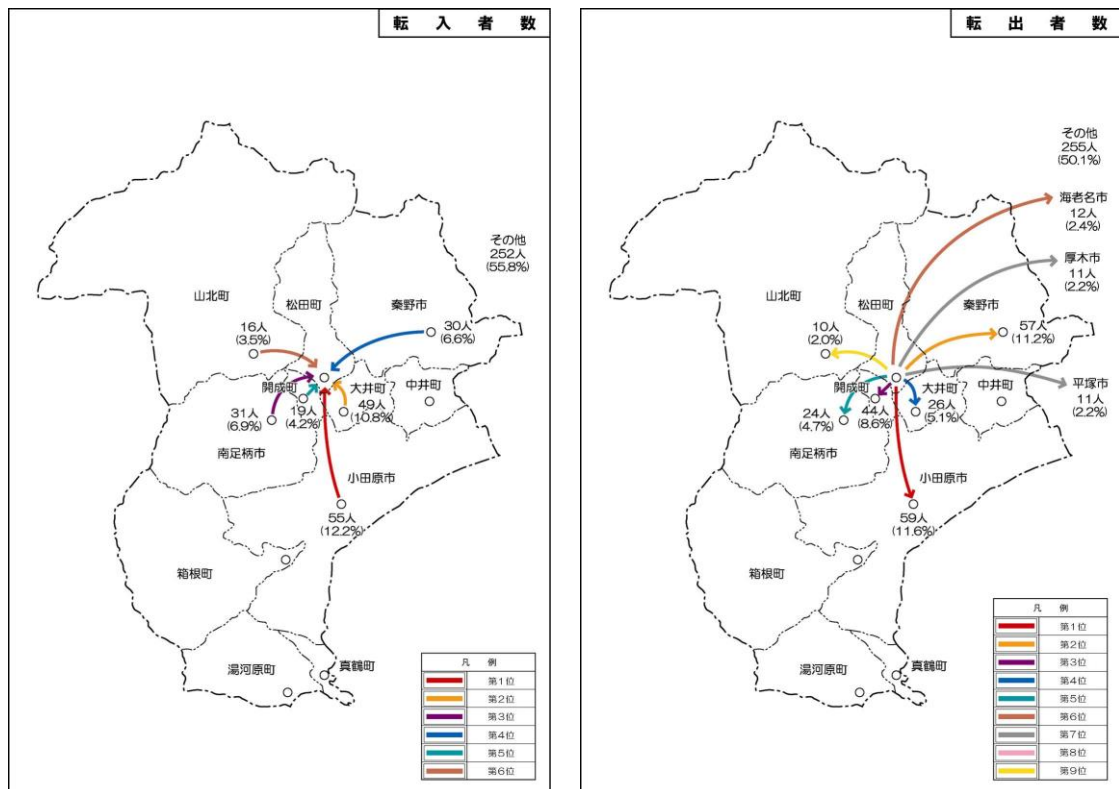 転入者数
その他
252人
(55.8%)
山北町
松田町
秦野市
16人
(3.5%)
30人
(6.6%)
開成町
大井町
中井町
31人
(6.9%)
19人
(4.2%)
49人
(10.8%)
南足柄市
小田原市
55人
(12.2%)
箱根町
湯河原町
真鶴町
凡例
第1位
第2位
第3位
第4位
第5位
第6位
転出者数
その他
255人
(50.1%)
海老名市
12人
(2.4%)
厚木市
11人
(2.2%)
山北町
松田町
秦野市
10人
(2.0%)
57人
(11.2%)
開成町
大井町
中井町
平塚市
11人
(2.2%)
24人
(4.7%)
44人
(8.6%)
26人
(5.1%)
南足柄市
小田原市
59人
(11.6%)
箱根町
湯河原町
真鶴町
凡例
第1位
第2位
第3位
第4位
第5位
第6位
第7位
第8位
第9位